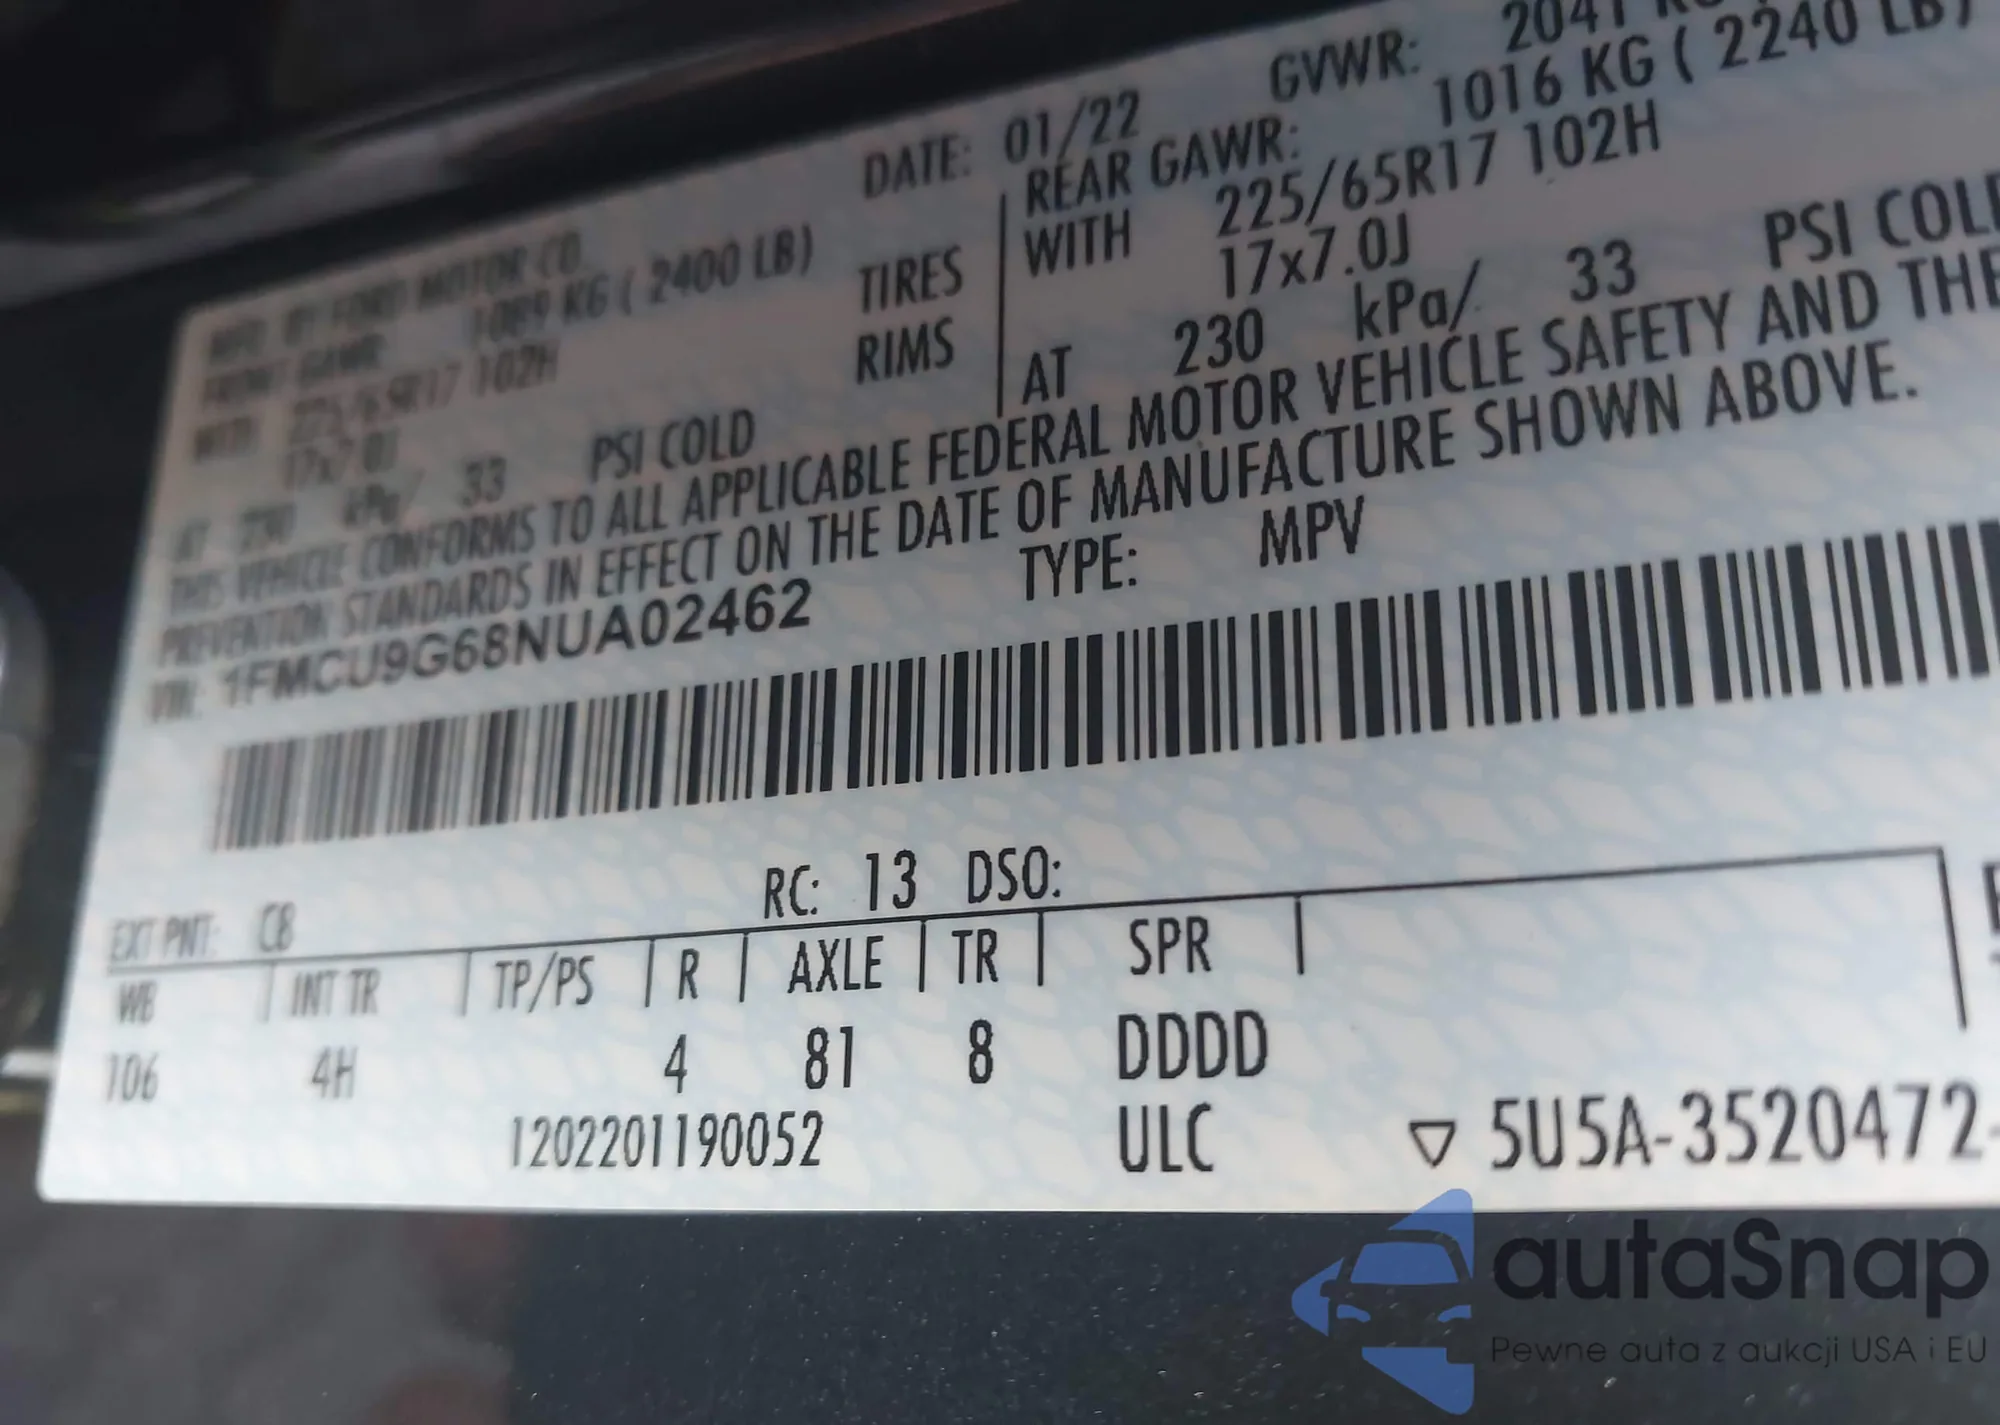 DATE: 01/22 GVWR: 2041 KG
MFD. BY FORD MOTOR CO.
FRONT GAWR: 1089 KG ( 2400 LB) REAR GAWR: 1016 KG ( 2240 LB)
WITH 225/65R17 102H TIRES WITH 225/65R17 102H
17x7.0J RIMS 17x7.0J
AT 230 kPa/ 33 PSI COLD AT 230 kPa/ 33 PSI COLD
THIS VEHICLE CONFORMS TO ALL APPLICABLE FEDERAL MOTOR VEHICLE SAFETY AND THE
PREVENTION STANDARDS IN EFFECT ON THE DATE OF MANUFACTURE SHOWN ABOVE.
VIN: 1FMCU9G68NUA02462 TYPE: MPV
EXT PNT: C8 RC: 13 DSO:
WB | INT TR | TP/PS | R | AXLE | TR | SPR |
106 4H 4 81 8 DDDD
1202201190052 ULC ▽ 5U5A-3520472-
autaSnap
Pewne auta z aukcji USA i EU